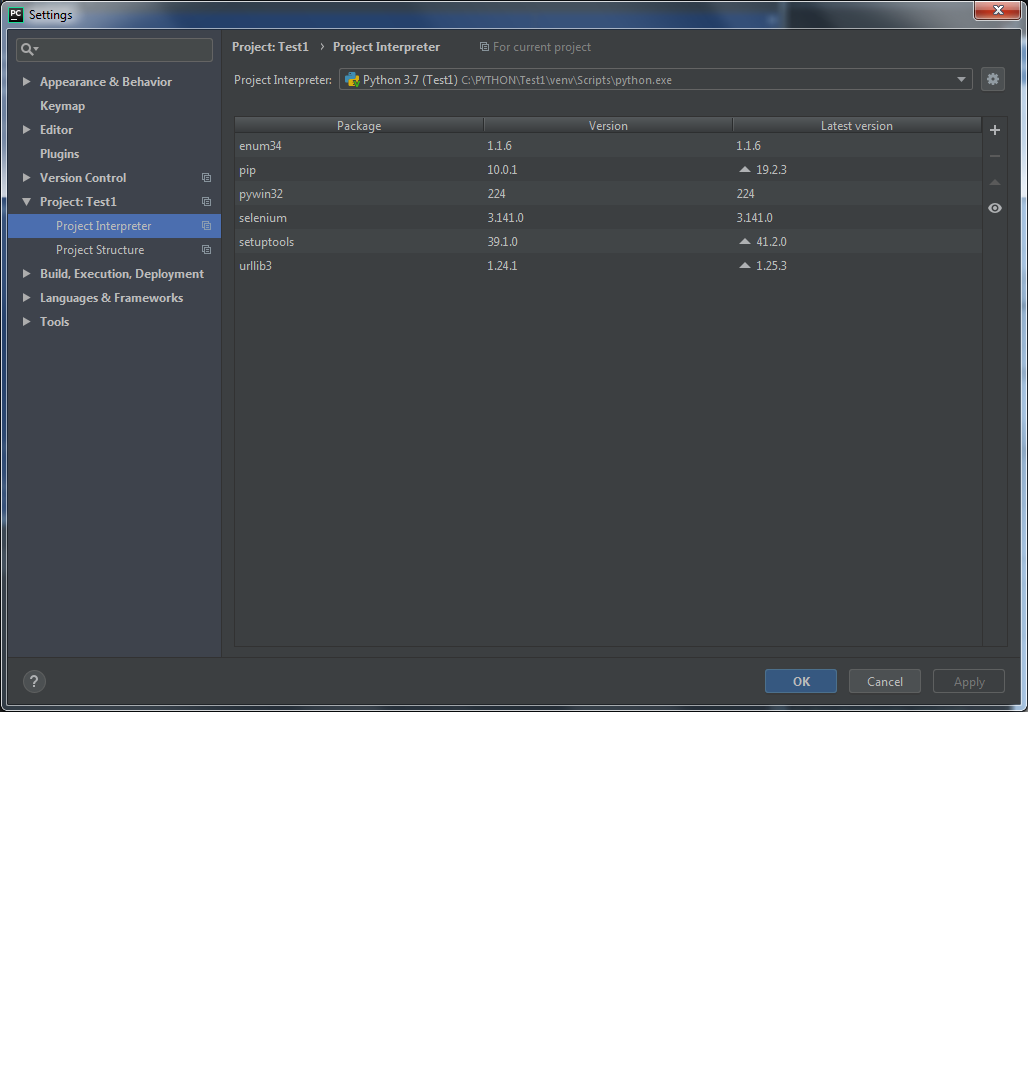 PC Settings
Project: Test1 › Project Interpreter For current project
Project Interpreter: Python 3.7 (Test1) C:\PYTHON\Test1\venv\Scripts\python.exe
Appearance & Behavior
Keymap
Editor
Plugins
Version Control
Project: Test1
Project Interpreter
Project Structure
Build, Execution, Deployment
Languages & Frameworks
Tools
Package Version Latest version
enum34 1.1.6 1.1.6
pip 10.0.1 19.2.3
pywin32 224 224
selenium 3.141.0 3.141.0
setuptools 39.1.0 41.2.0
urllib3 1.24.1 1.25.3
? OK Cancel Apply